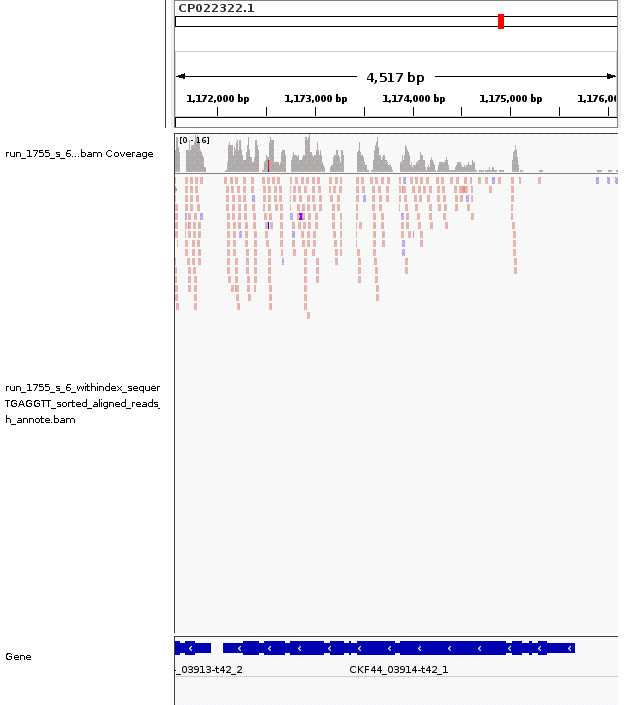 CP022322.1
4,517 bp
1,172,000 bp 1,173,000 bp 1,174,000 bp 1,175,000 bp 1,176,0
[0 - 16]
run_1755_s_6...bam Coverage
run_1755_s_6_withindex_sequer
TGAGGTT_sorted_aligned_reads_
h_annote.bam
Gene
-_03913-t42_2 CKF44_03914-t42_1